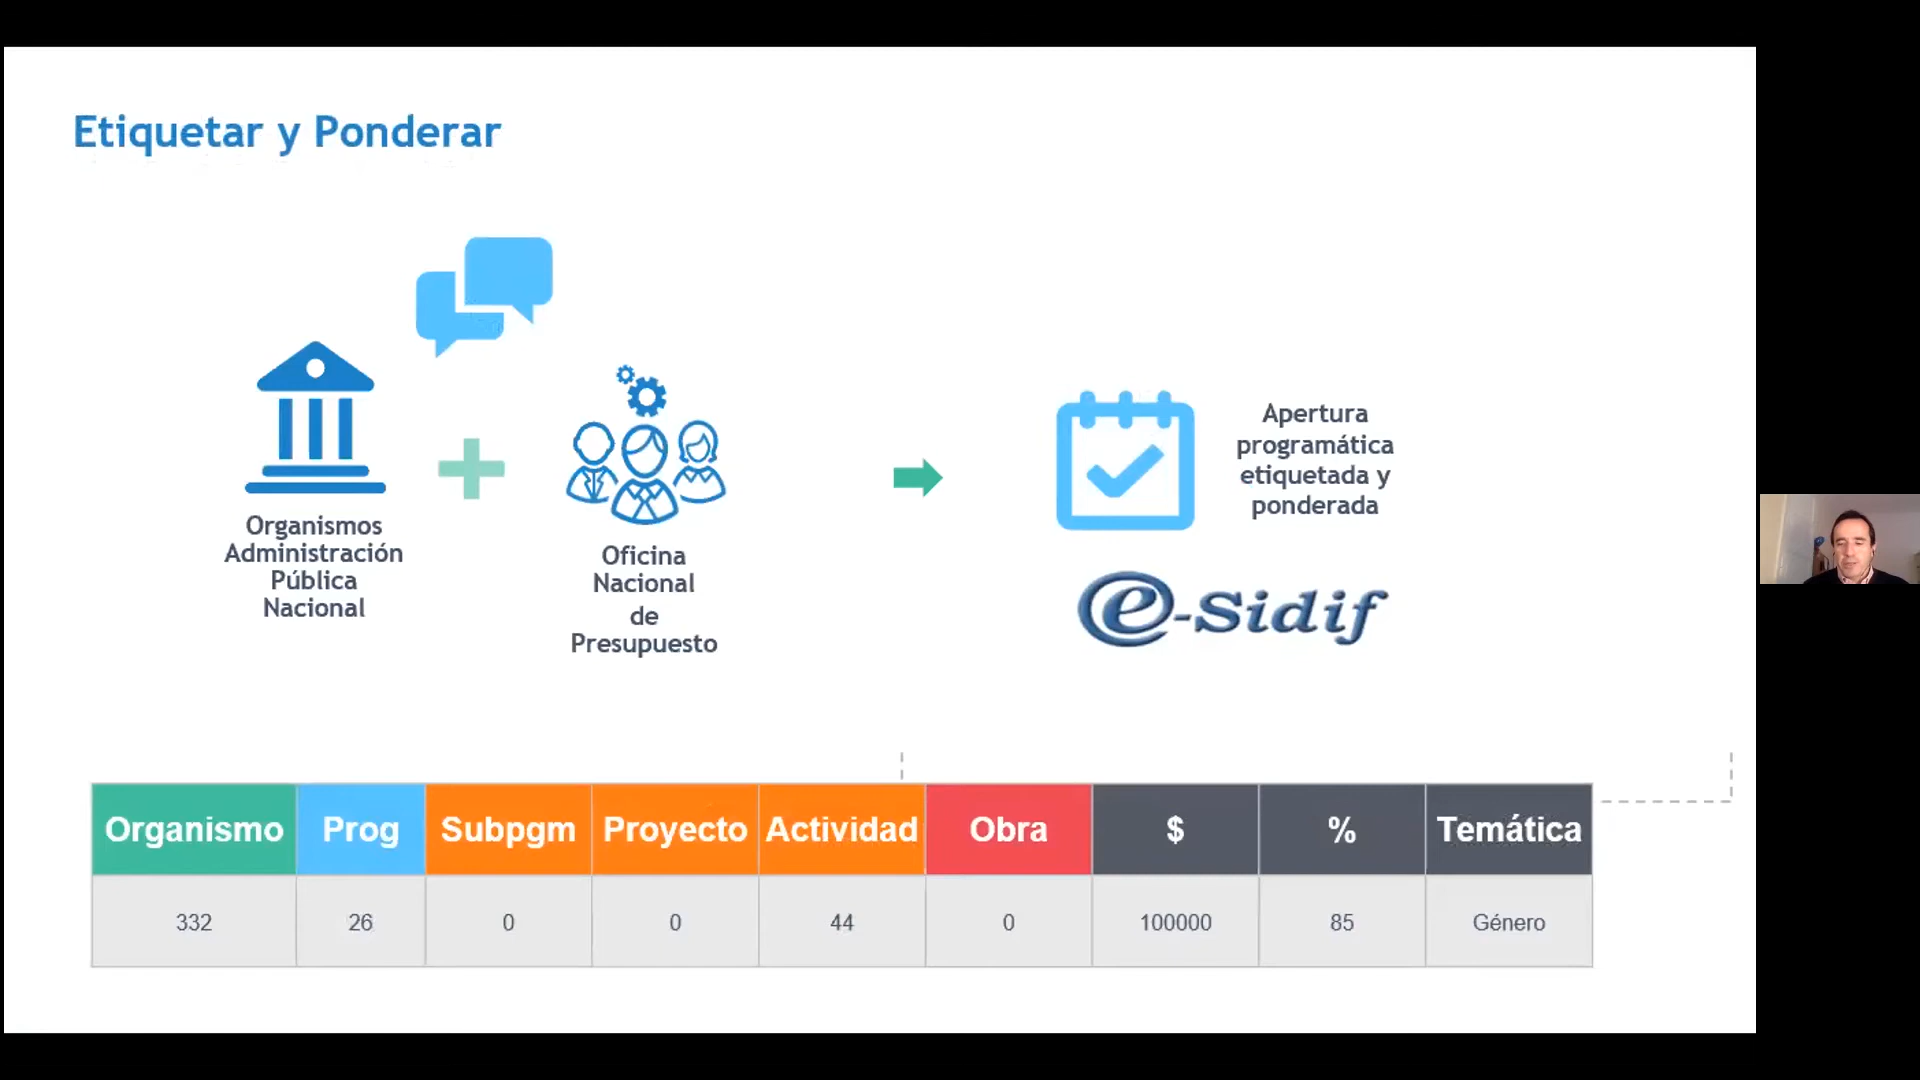 Etiquetar y Ponderar
Organismos
Administración
Pública
Nacional
Oficina
Nacional
de
Presupuesto
Apertura
programática
etiquetada y
ponderada
e-Sidif
Organismo Prog Subpgm Proyecto Actividad Obra $ % Temática
332 26 0 0 44 0 100000 85 Género